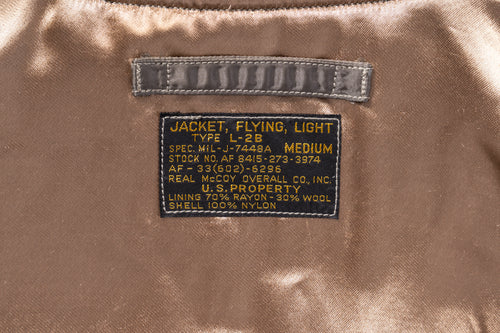 JACKET, FLYING, LIGHT
TYPE L-2B
SPEC. MIL-J-7448A MEDIUM
STOCK NO. AF 8415-273-3974
AF-33(602)-6296
REAL McCOY OVERALL CO., INC.
U.S. PROPERTY
LINING 70% RAYON-30% WOOL
SHELL 100% NYLON